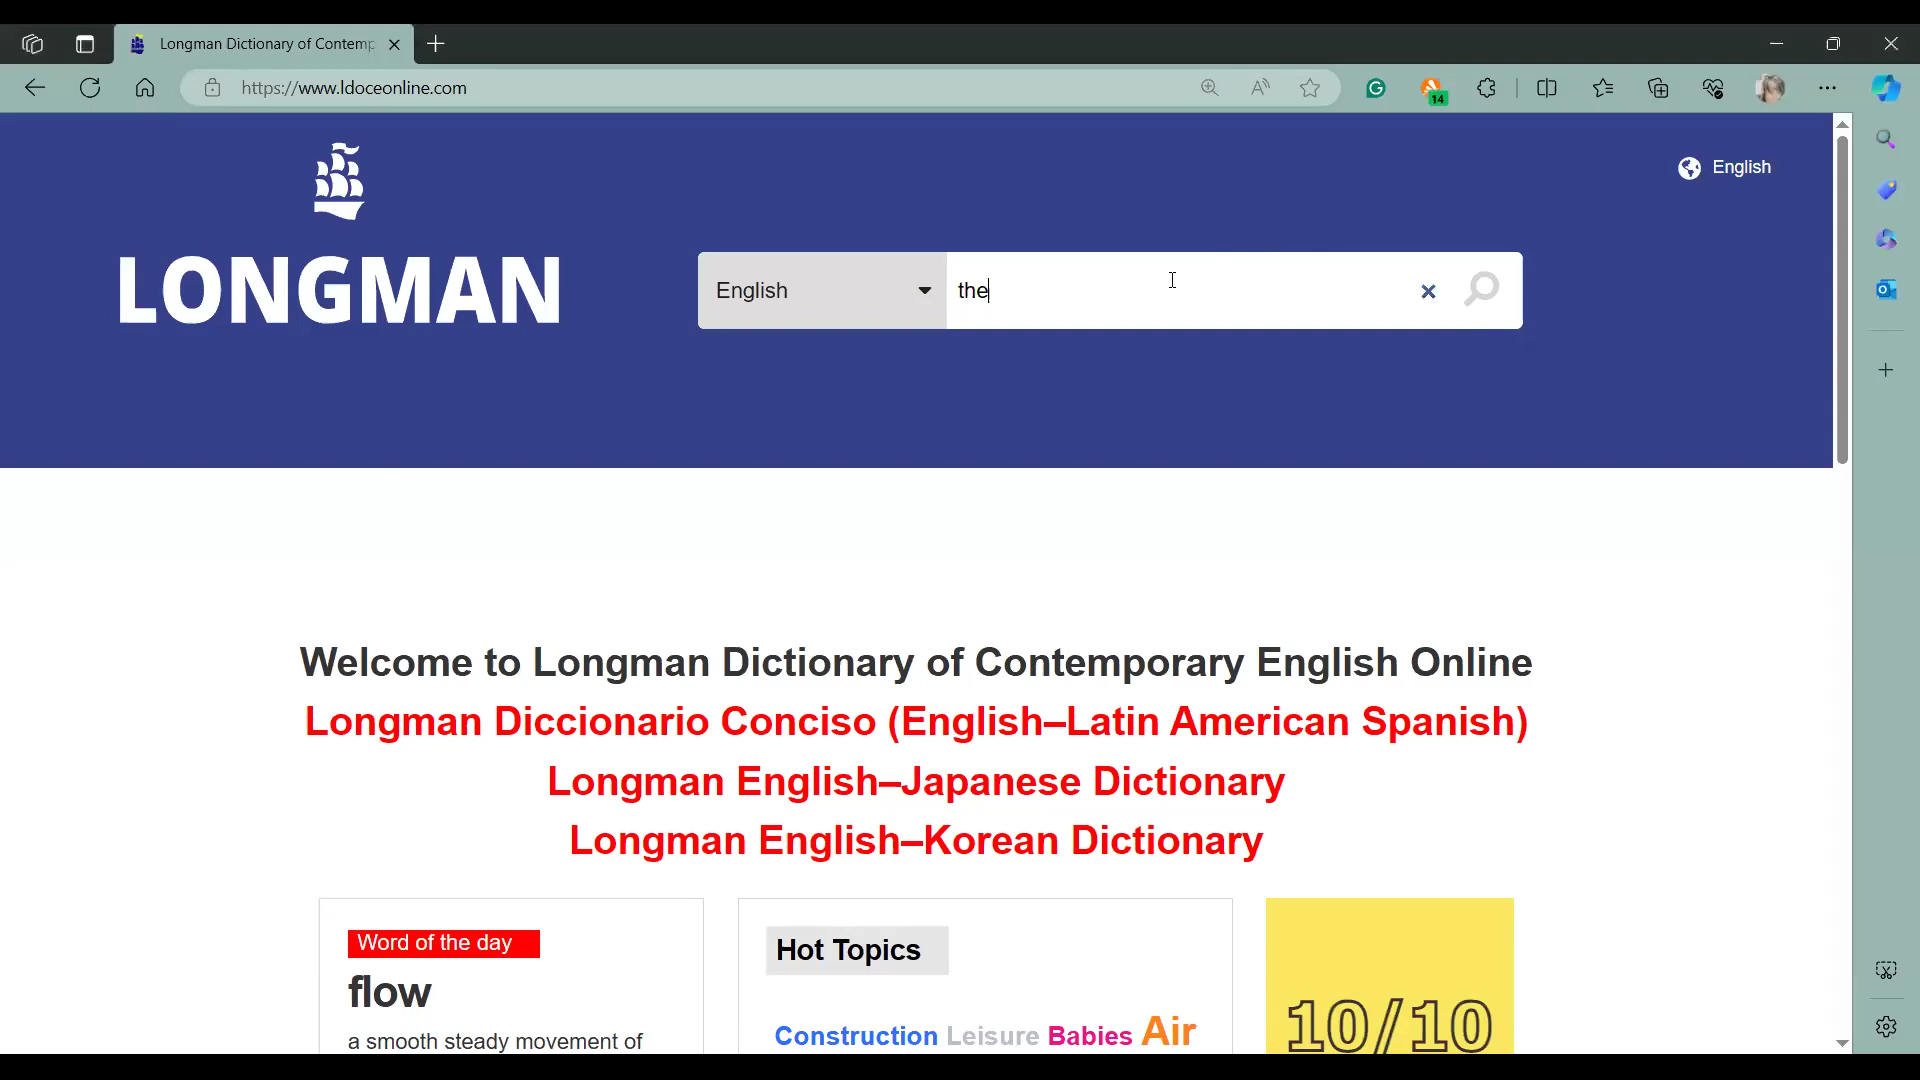 Longman Dictionary of Contemp
https://www.ldoceonline.com
14
English
LONGMAN
English
the
Welcome to Longman Dictionary of Contemporary English Online
Longman Diccionario Conciso (English–Latin American Spanish)
Longman English–Japanese Dictionary
Longman English–Korean Dictionary
Word of the day
flow
a smooth steady movement of
Hot Topics
Construction Leisure Babies Air
10/10